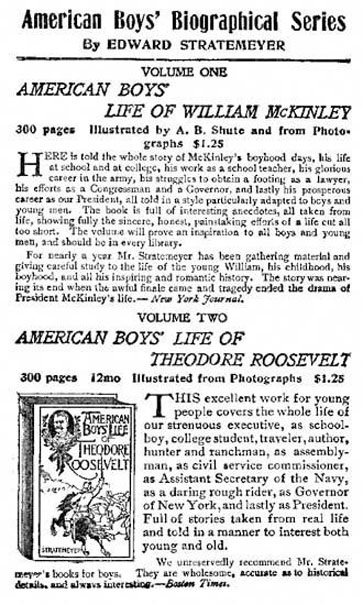 American Boys' Biographical Series
By EDWARD STRATEMEYER
VOLUME ONE
AMERICAN BOYS'
LIFE OF WILLIAM McKINLEY
300 pages Illustrated by A. B. Shute and from Photo-
graphs $1.25
HERE is told the whole story of McKinley's boyhood days, his life
at school and at college, his work as a school teacher, his glorious
career in the army, his struggles to obtain a footing as a lawyer,
his efforts as a Congressman and a Governor, and lastly his prosperous
career as our President, all told in a style particularly adapted to boys and
young men. The book is full of interesting anecdotes, all taken from
life, showing fully the sincere, honest, painstaking efforts of a life cut all
too short. The volume will prove an inspiration to all boys and young
men, and should be in every library.
For nearly a year Mr. Stratemeyer has been gathering material and
giving careful study to the life of the young William, his childhood, his
boyhood, and all his inspiring and romantic history. The story was near-
ing its end when the awful finale came and tragedy ended the drama of
President McKinley's life.—New York Journal.
VOLUME TWO
AMERICAN BOYS' LIFE OF
THEODORE ROOSEVELT
300 pages 12mo Illustrated from Photographs $1.25
AMERICAN
BOYS' LIFE
OF
THEODORE
ROOSEVELT
STRATEMEYER
THIS excellent work for young
people covers the whole life of
our strenuous executive, as school-
boy, college student, traveler, author,
hunter and ranchman, as assembly-
man, as civil service commissioner,
as Assistant Secretary of the Navy,
as a daring rough rider, as Governor
of New York, and lastly as President.
Full of stories taken from real life
and told in a manner to interest both
young and old.
We unreservedly recommend Mr. Strate-
meyer's books for boys. They are wholesome, accurate as to historical
details, and always interesting.—Boston Times.